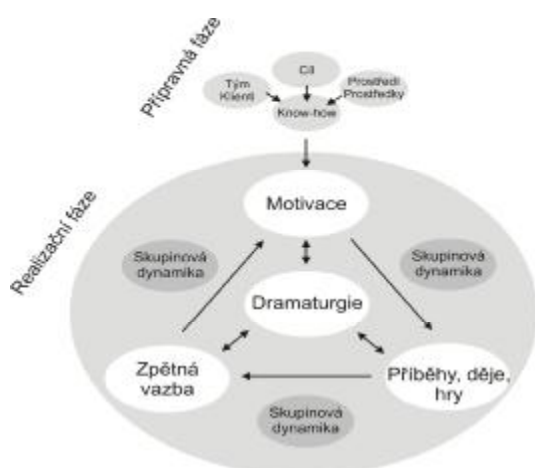 Přípravná fáze
Cíl
Tým
Klienti
Prostředí
Prostředky
Know-how
Realizační fáze
Motivace
Skupinová
dynamika
Skupinová
dynamika
Dramaturgie
Zpětná
vazba
Příběhy, děje,
hry
Skupinová
dynamika